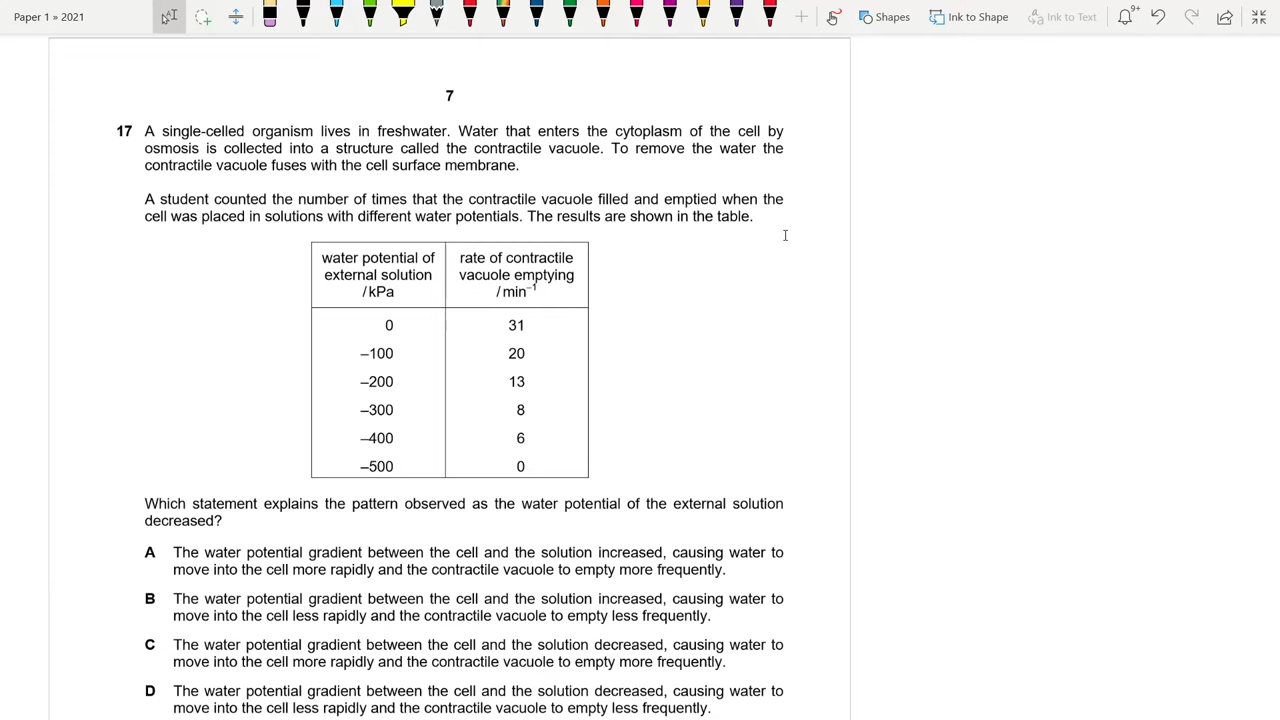 Paper 1 » 2021
Shapes
Ink to Shape
Ink to Text
9+
7
17 A single-celled organism lives in freshwater. Water that enters the cytoplasm of the cell by
osmosis is collected into a structure called the contractile vacuole. To remove the water the
contractile vacuole fuses with the cell surface membrane.
A student counted the number of times that the contractile vacuole filled and emptied when the
cell was placed in solutions with different water potentials. The results are shown in the table.
water potential of
external solution
/ kPa
rate of contractile
vacuole emptying
/ min⁻¹
0 31
–100 20
–200 13
–300 8
–400 6
–500 0
Which statement explains the pattern observed as the water potential of the external solution
decreased?
A The water potential gradient between the cell and the solution increased, causing water to
move into the cell more rapidly and the contractile vacuole to empty more frequently.
B The water potential gradient between the cell and the solution increased, causing water to
move into the cell less rapidly and the contractile vacuole to empty less frequently.
C The water potential gradient between the cell and the solution decreased, causing water to
move into the cell more rapidly and the contractile vacuole to empty more frequently.
D The water potential gradient between the cell and the solution decreased, causing water to
move into the cell less rapidly and the contractile vacuole to empty less frequently.